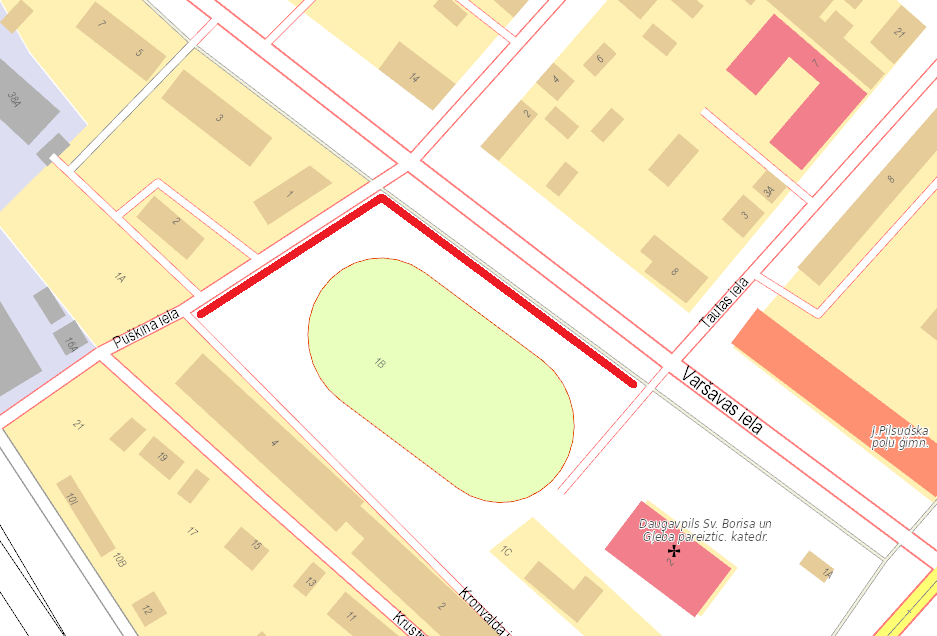 7
5
38A
3
14
4
6
2
7
21
8
3A
3
8
1
2
1A
Puškina iela
16A
1B
Tautas iela
Varšavas iela
J.Pilsudska
poļu ģimn.
21
19
4
10I
17
15
10B
13
12
11
2
1C
Daugavpils Sv. Borisa un
Gļeba pareiztic. katedr.
2
1A
Kronvalda
Krust